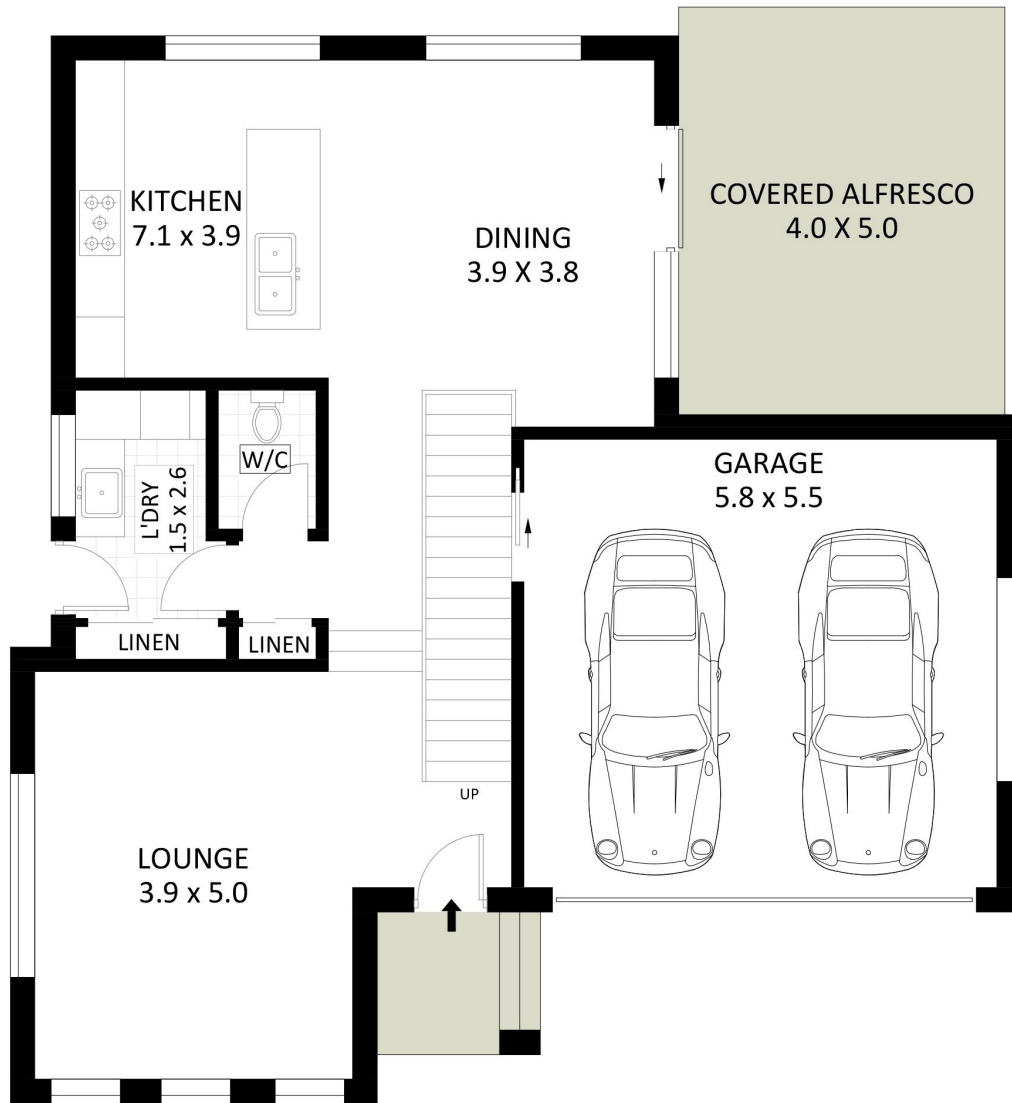 KITCHEN
7.1 x 3.9
DINING
3.9 X 3.8
COVERED ALFRESCO
4.0 X 5.0
W/C
L'DRY
1.5 x 2.6
GARAGE
5.8 x 5.5
LINEN
LINEN
UP
LOUNGE
3.9 x 5.0